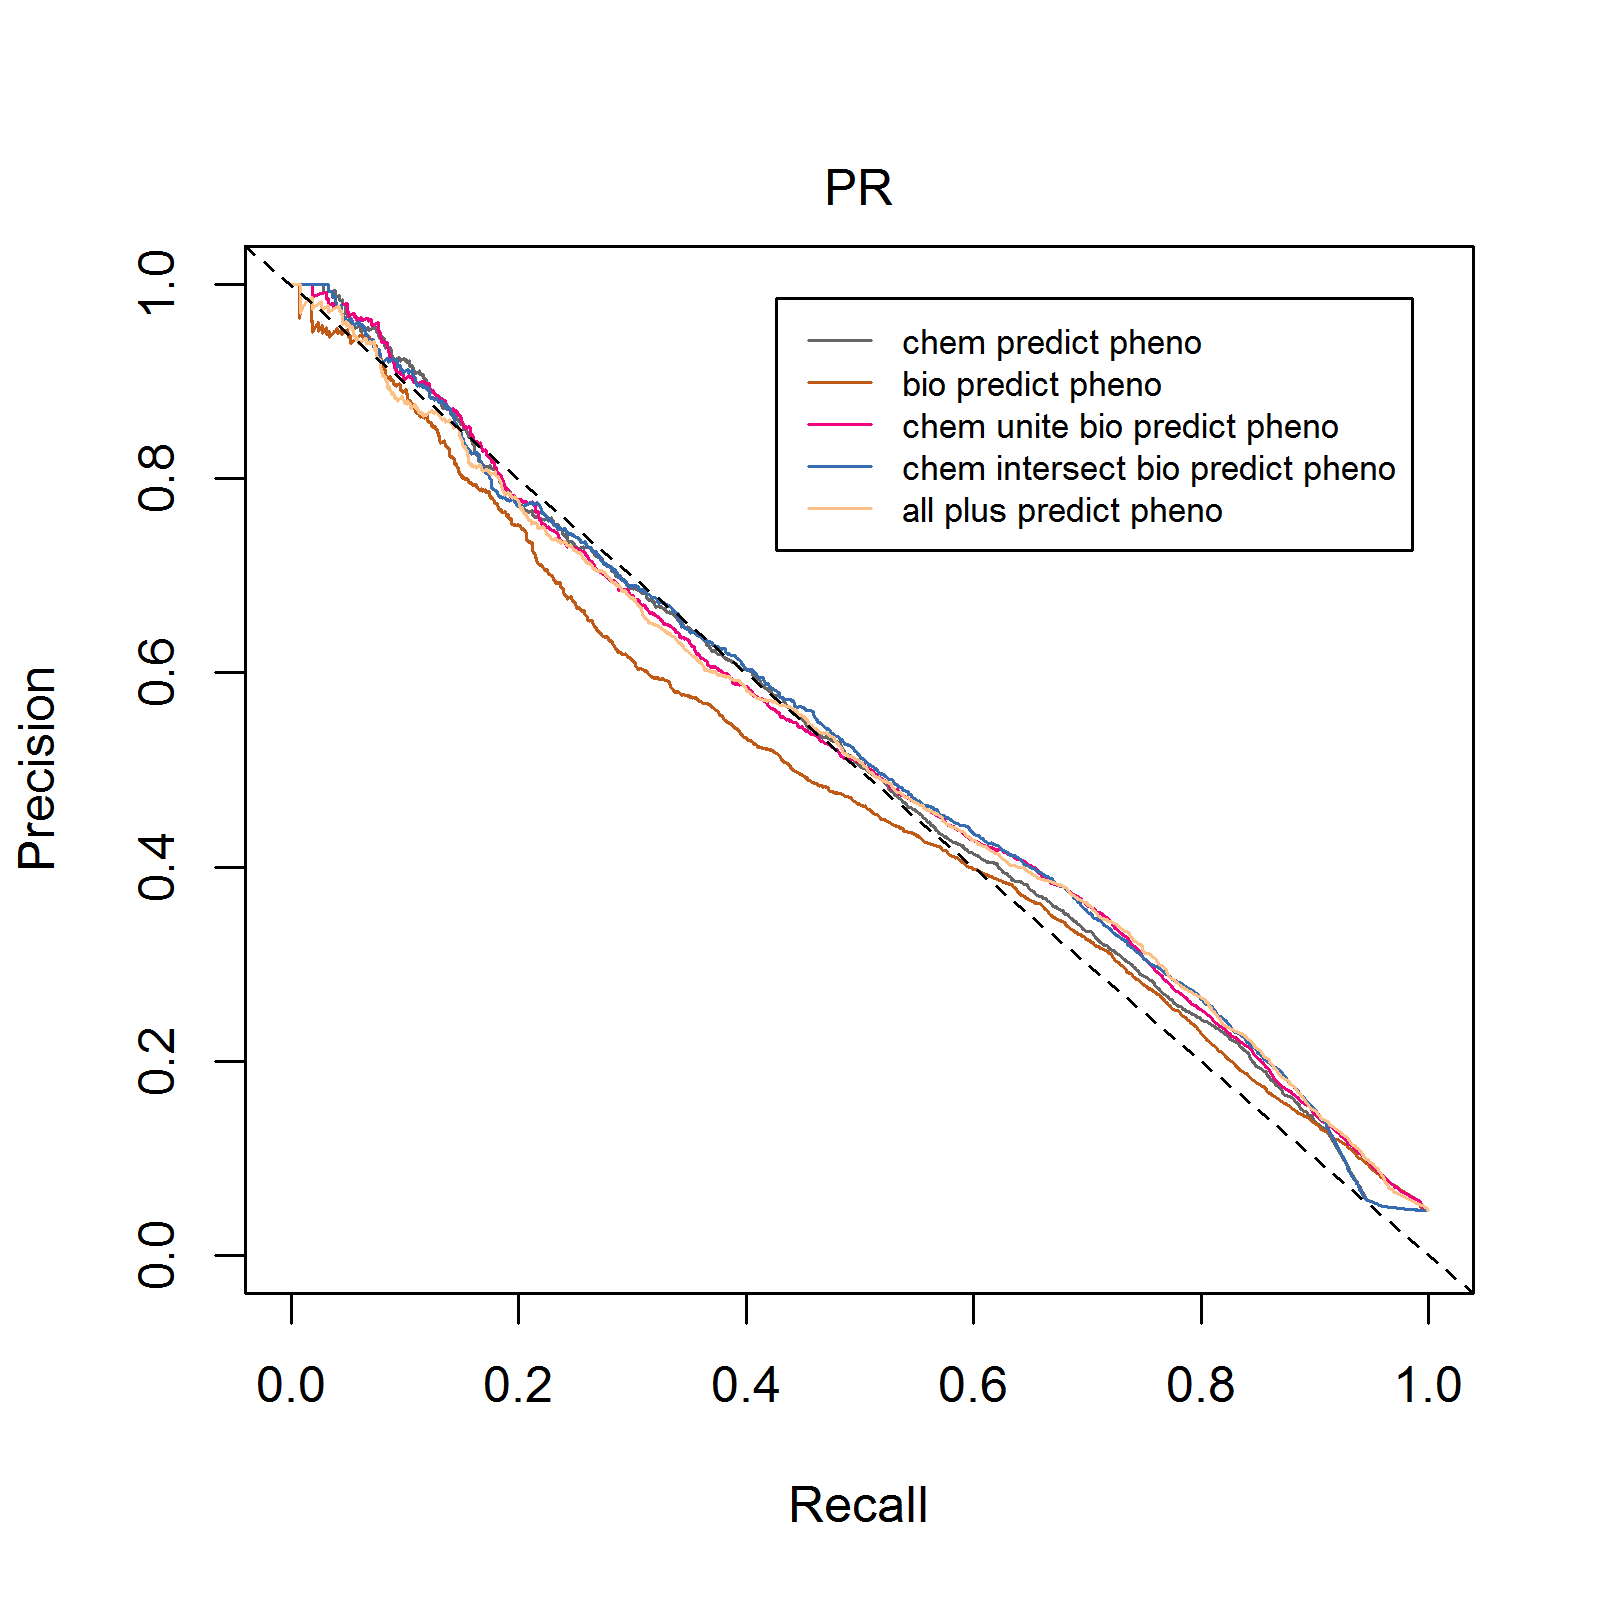 PR
chem predict pheno
bio predict pheno
chem unite bio predict pheno
chem intersect bio predict pheno
all plus predict pheno
Precision
1.0
0.8
0.6
0.4
0.2
0.0
0.0 0.2 0.4 0.6 0.8 1.0
Recall